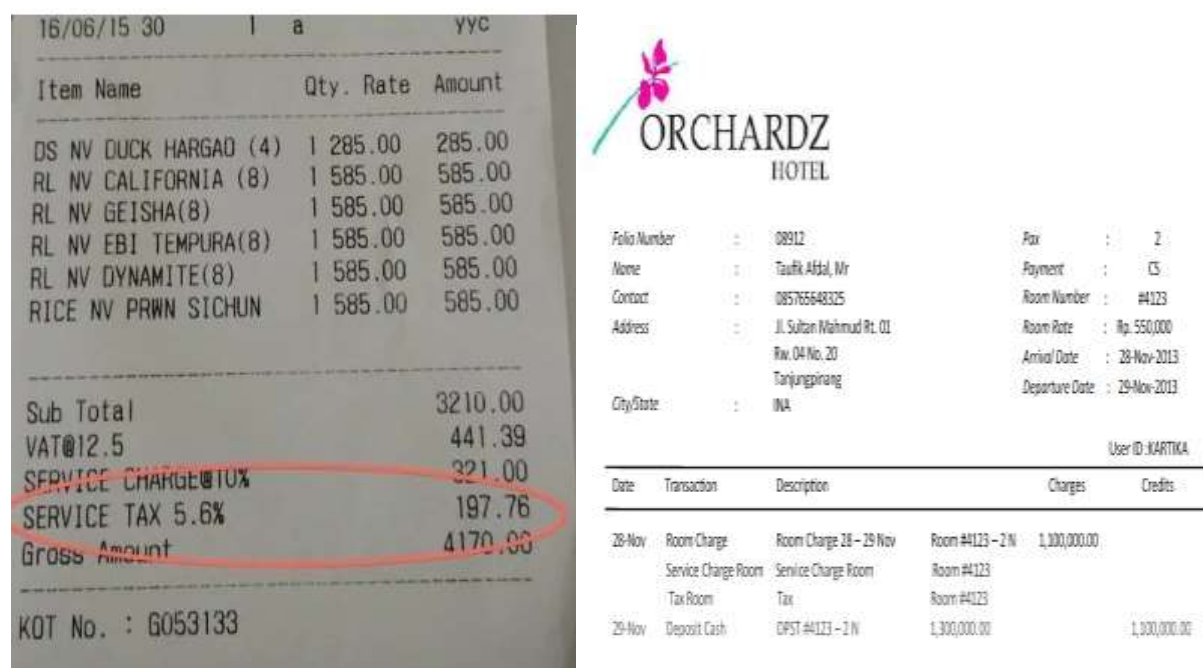 16/06/15 30 1 a yyc
Item Name Qty. Rate Amount
DS NV DUCK HARGAO (4) 1 285.00 285.00
RL NV CALIFORNIA (8) 1 585.00 585.00
RL NV GEISHA(8) 1 585.00 585.00
RL NV EBI TEMPURA(8) 1 585.00 585.00
RL NV DYNAMITE(8) 1 585.00 585.00
RICE NV PRWN SICHUN 1 585.00 585.00
Sub Total 3210.00
VAT@12.5 441.39
SERVICE CHARGE@10% 321.00
SERVICE TAX 5.6% 197.76
Gross Amount 4170.00
KOT No. : G053133
ORCHARDZ
HOTEL
Folio Number : 08912 Pax : 2
Name : Taufik Afdal, Mr Payment : CS
Contact : 085765648325 Room Number : #4123
Address : Jl. Sultan Mahmud Rt. 01 Room Rate : Rp. 550,000
Rw. 04 No. 20 Arrival Date : 28-Nov-2013
Tanjungpinang Departure Date : 29-Nov-2013
City/State : INA
User ID :KARTIKA
Date Transaction Description Charges Credits
28-Nov Room Charge Room Charge 28 – 29 Nov Room #4123 – 2 N 1,100,000.00
Service Charge Room Service Charge Room Room #4123
Tax Room Tax Room #4123
29-Nov Deposit Cash DPST #4123 – 2 N 1,300,000.00 1,100,000.00